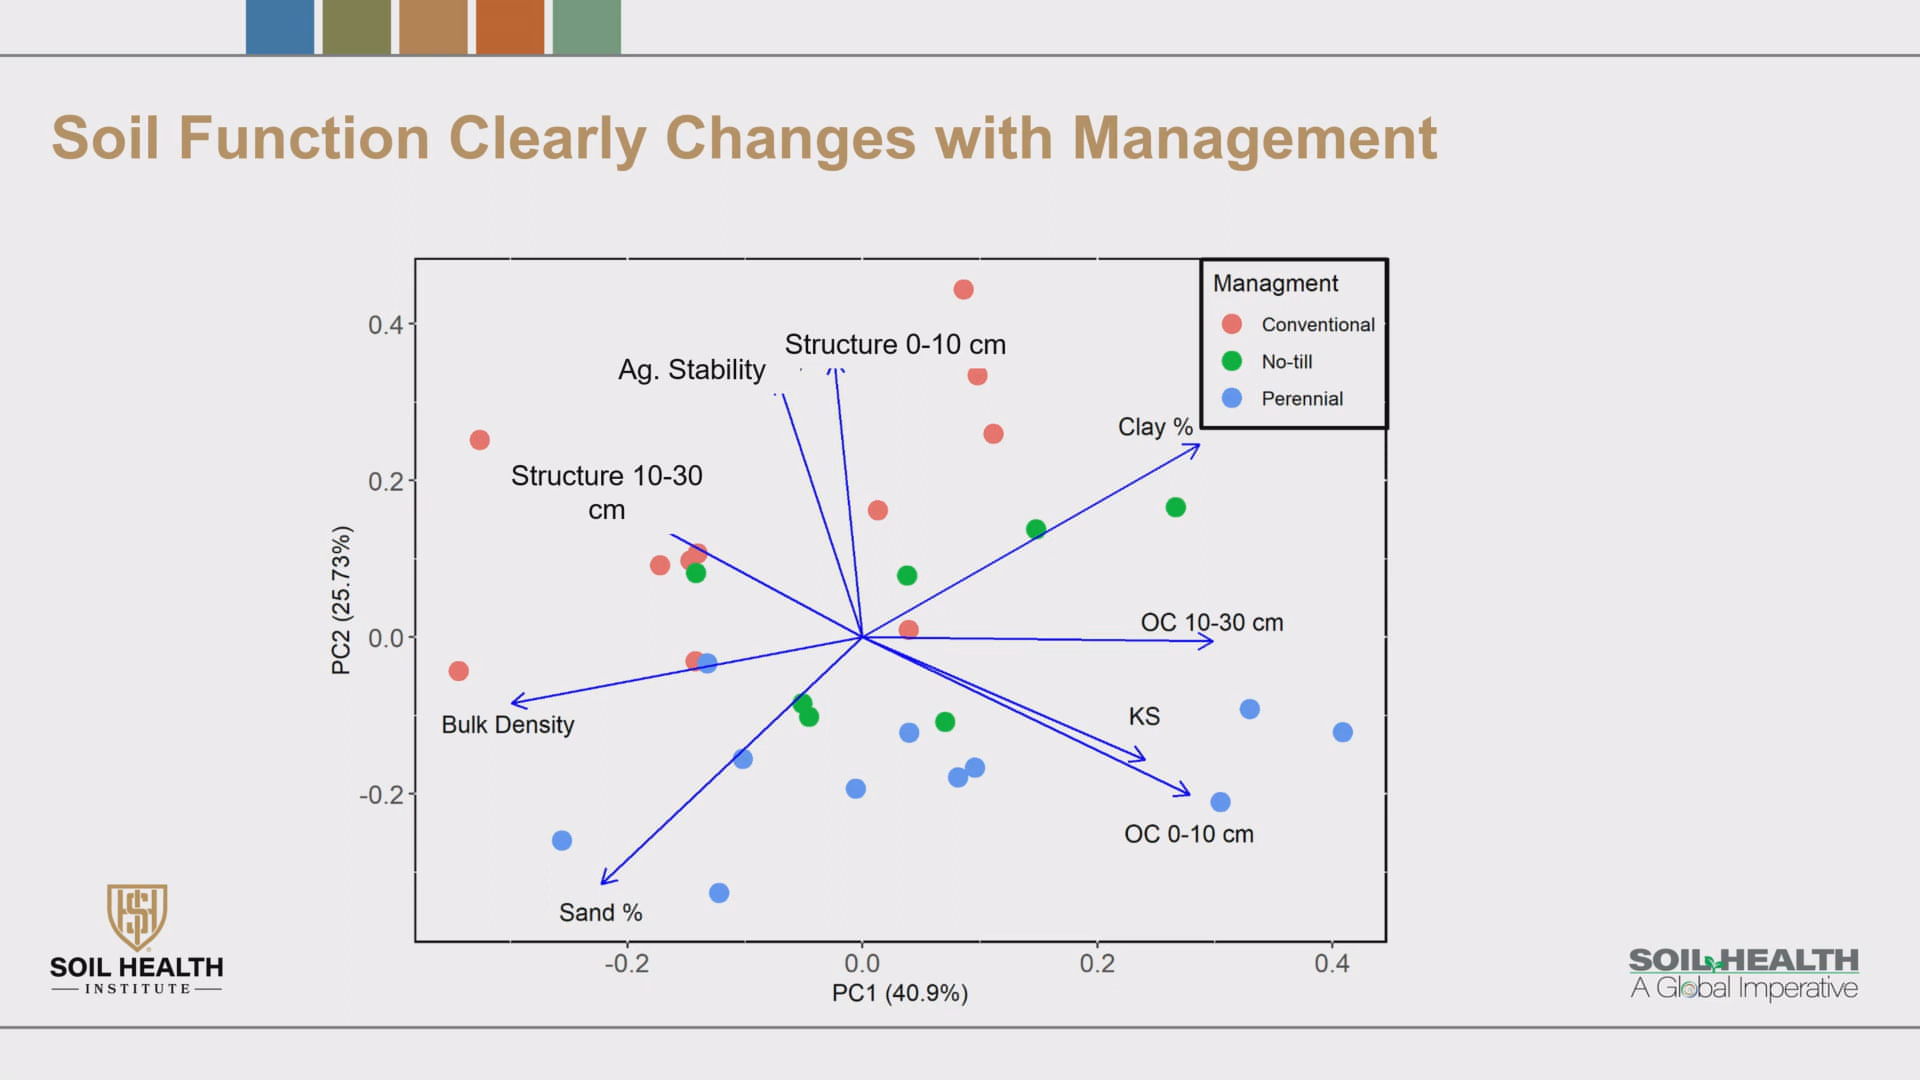 Soil Function Clearly Changes with Management
Managment
Conventional
No-till
Perennial
Structure 0-10 cm
Ag. Stability
Clay %
Structure 10-30
cm
OC 10-30 cm
KS
Bulk Density
OC 0-10 cm
Sand %
0.4
0.2
0.0
-0.2
PC2 (25.73%)
-0.2
0.0
0.2
0.4
PC1 (40.9%)
SOIL HEALTH
INSTITUTE
SOIL HEALTH
A Global Imperative